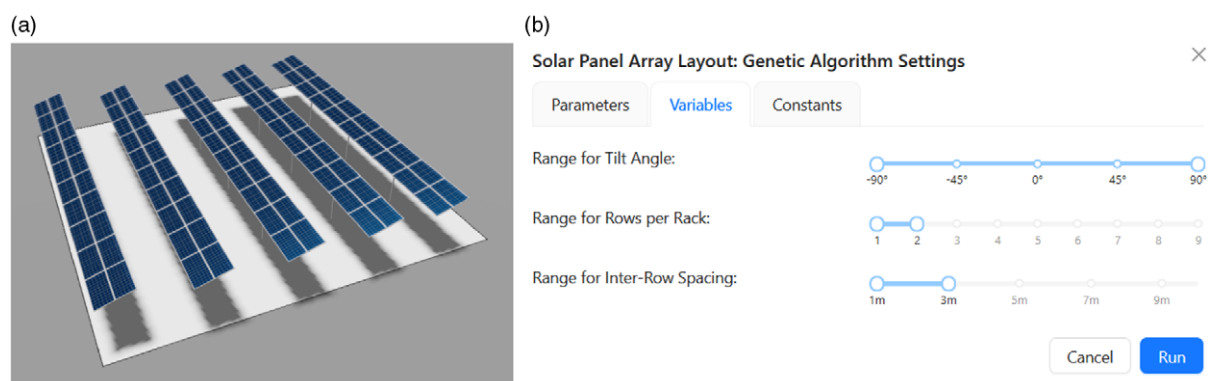 (a)
(b)
Solar Panel Array Layout: Genetic Algorithm Settings
Parameters Variables Constants
Range for Tilt Angle:
-90° -45° 0° 45° 90°
Range for Rows per Rack:
1 2 3 4 5 6 7 8 9
Range for Inter-Row Spacing:
1m 3m 5m 7m 9m
Cancel Run